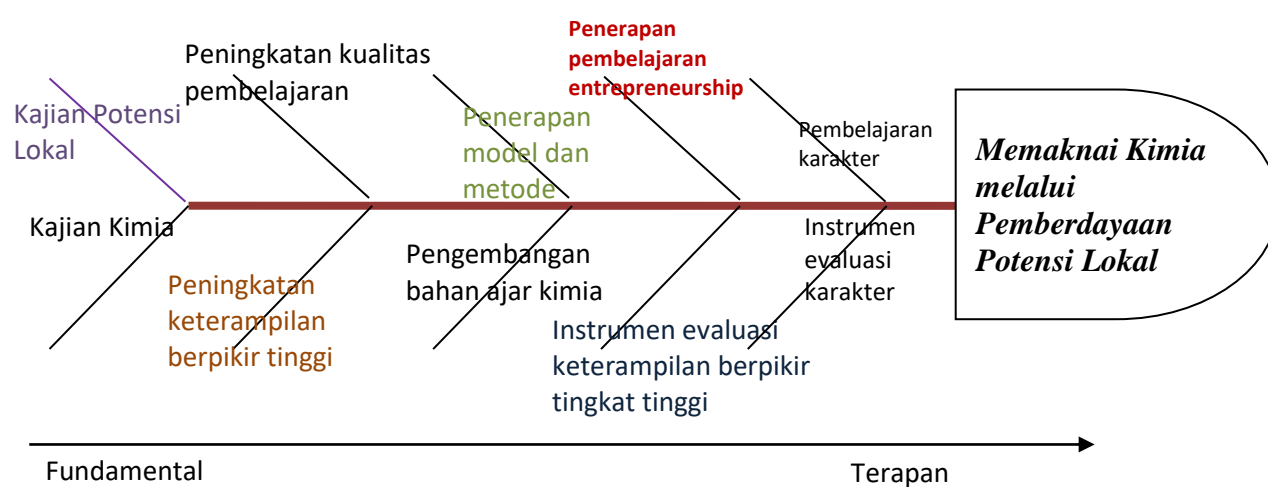 Penerapan
pembelajaran
entrepreneurship
Peningkatan kualitas
pembelajaran
Kajian Potensi
Lokal
Penerapan
model dan
metode
Pembelajaran
karakter
Memaknai Kimia
melalui
Pemberdayaan
Potensi Lokal
Kajian Kimia
Peningkatan
keterampilan
berpikir tinggi
Pengembangan
bahan ajar kimia
Instrumen
evaluasi
karakter
Instrumen evaluasi
keterampilan berpikir
tingkat tinggi
Fundamental
Terapan